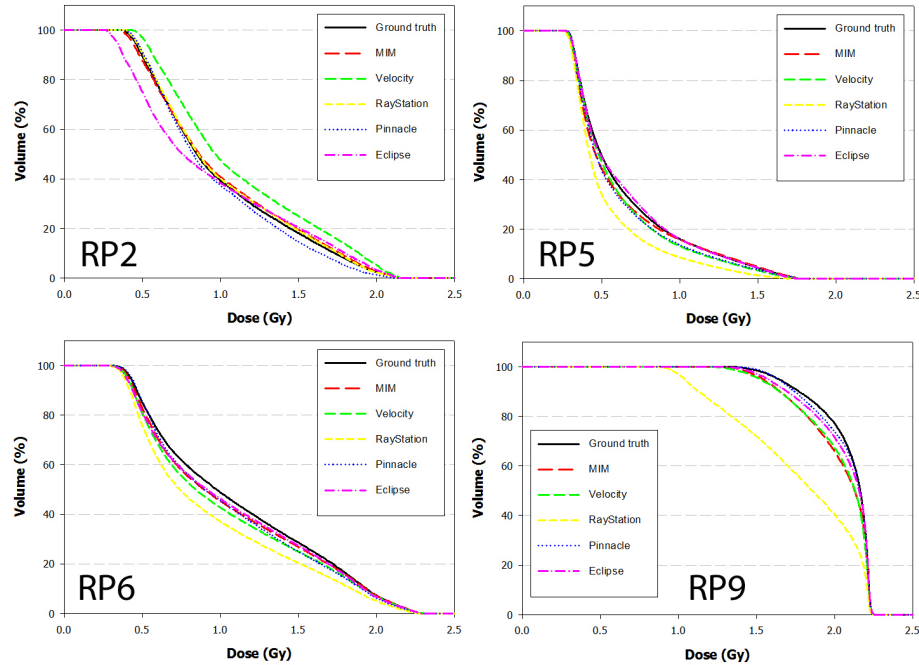 100
80
60
40
20
0
Volume (%)
Ground truth
MIM
Velocity
RayStation
Pinnacle
Eclipse
RP2
0.0 0.5 1.0 1.5 2.0 2.5
Dose (Gy)
100
80
60
40
20
0
Volume (%)
Ground truth
MIM
Velocity
RayStation
Pinnacle
Eclipse
RP5
0.0 0.5 1.0 1.5 2.0 2.5
Dose (Gy)
100
80
60
40
20
0
Volume (%)
Ground truth
MIM
Velocity
RayStation
Pinnacle
Eclipse
RP6
0.0 0.5 1.0 1.5 2.0 2.5
Dose (Gy)
100
80
60
40
20
0
Volume (%)
Ground truth
MIM
Velocity
RayStation
Pinnacle
Eclipse
RP9
0.0 0.5 1.0 1.5 2.0 2.5
Dose (Gy)